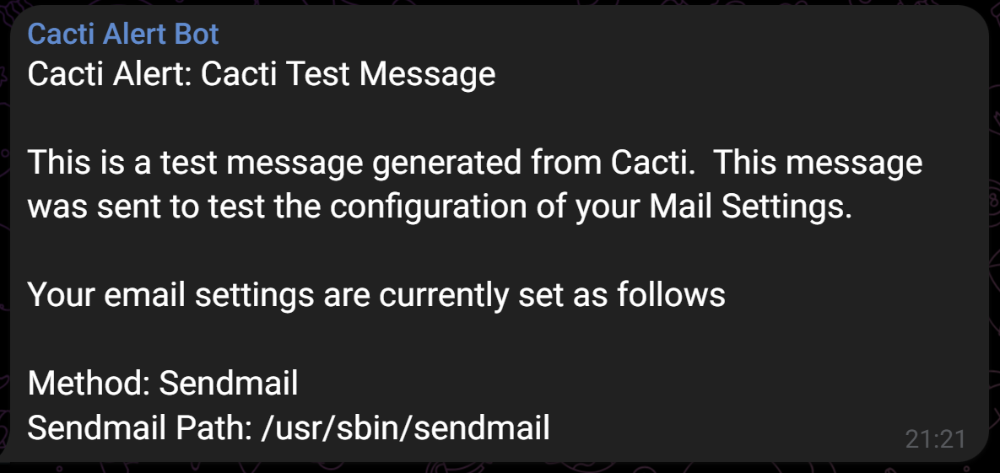 Cacti Alert Bot
Cacti Alert: Cacti Test Message
This is a test message generated from Cacti.  This message
was sent to test the configuration of your Mail Settings.
Your email settings are currently set as follows
Method: Sendmail
Sendmail Path: /usr/sbin/sendmail
21:21